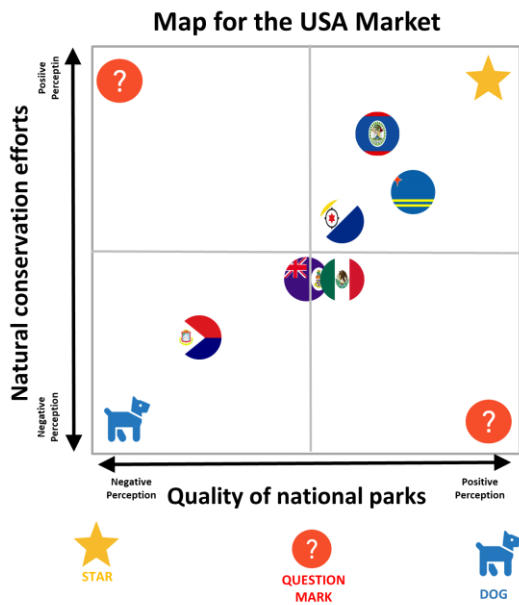 Map for the USA Market
Posiive
Perceptin
Natural conservation efforts
Negative
Perception
?
?
Negative
Perception
Quality of national parks
Positive
Perception
?
STAR
QUESTION
MARK
DOG